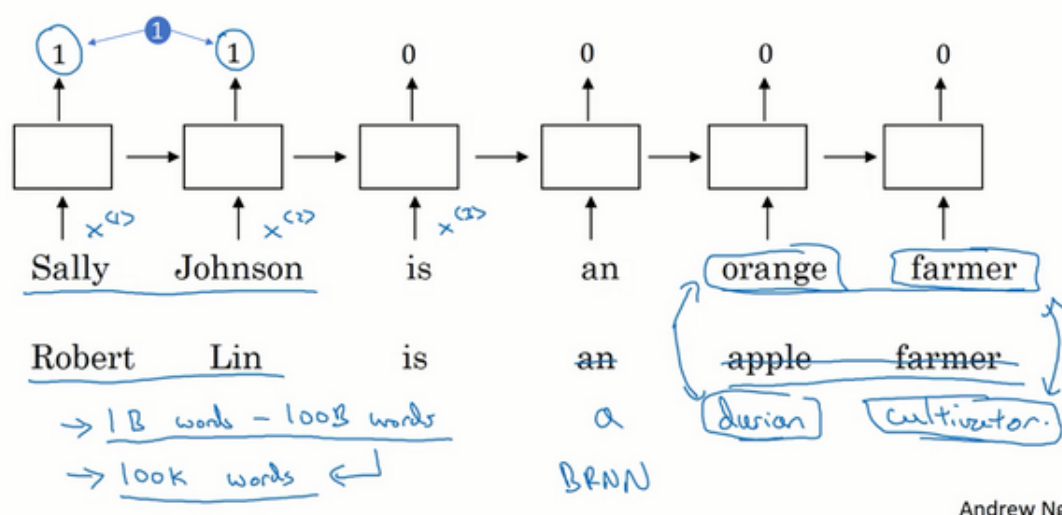 1 1 1 0 0 0 0
x<1> x<2> x<3>
Sally Johnson is an orange farmer
Robert Lin is an apple farmer
→ 1B words - 100B words a durian cultivator.
→ 100K words BRNN
Andrew Ng